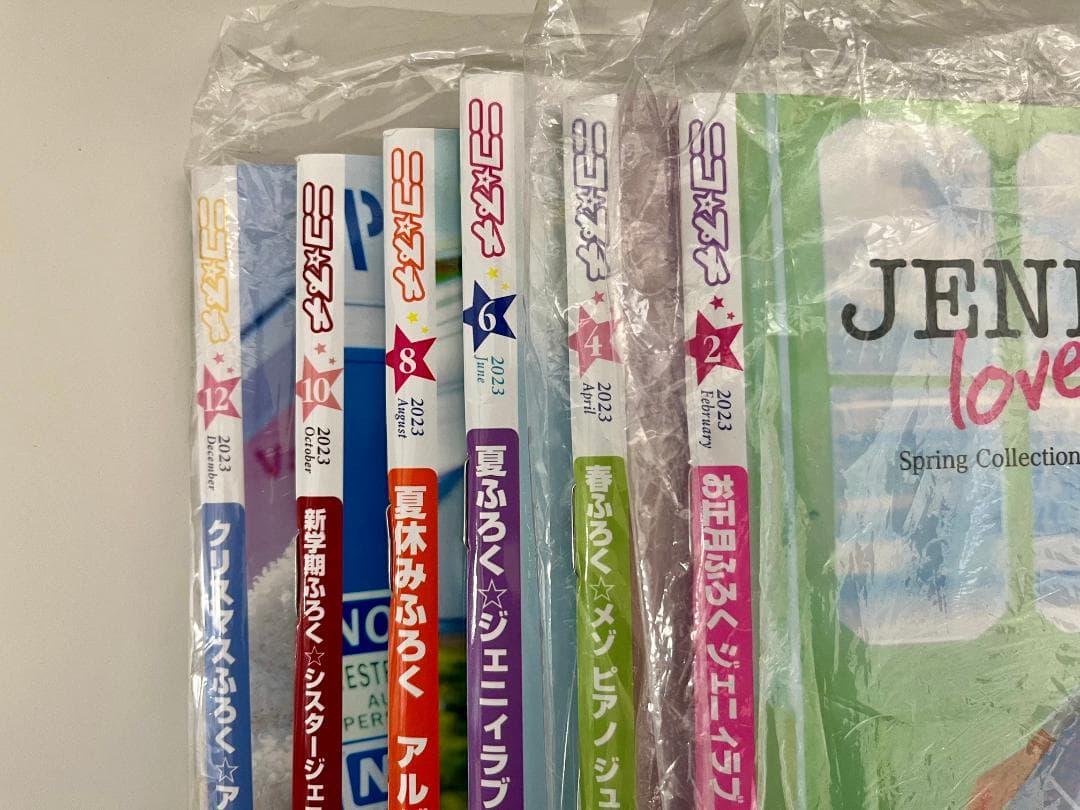 ニコ☆プチ
12
2023
December
クリスマスふろく☆ア
ニコ☆プチ
10
2023
October
新学期ふろく☆シスタージェ
ニコ☆プチ
8
2023
August
夏休みふろく アル
ニコ☆プチ
6
2023
June
夏ふろく☆ジェニィラブ
ニコ☆プチ
4
2023
April
春ふろく☆メゾ ピアノ ジュ
ニコ☆プチ
2
2023
February
お正月ふろく ジェニィラブ
P
NO
ESTE
AU
PER
N
JENN
love
Spring Collection